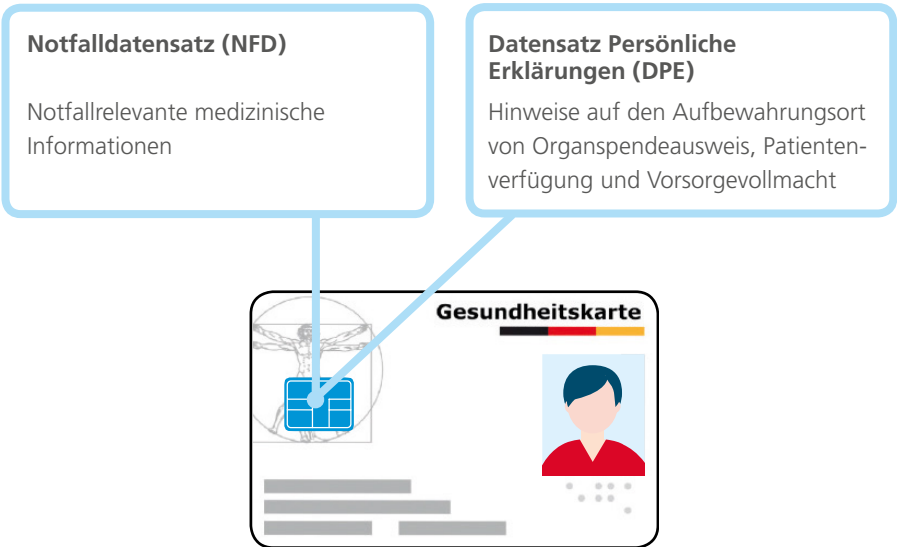 Notfalldatensatz (NFD)
Notfallrelevante medizinische
Informationen
Datensatz Persönliche
Erklärungen (DPE)
Hinweise auf den Aufbewahrungsort
von Organspendeausweis, Patienten-
verfügung und Vorsorgevollmacht
Gesundheitskarte